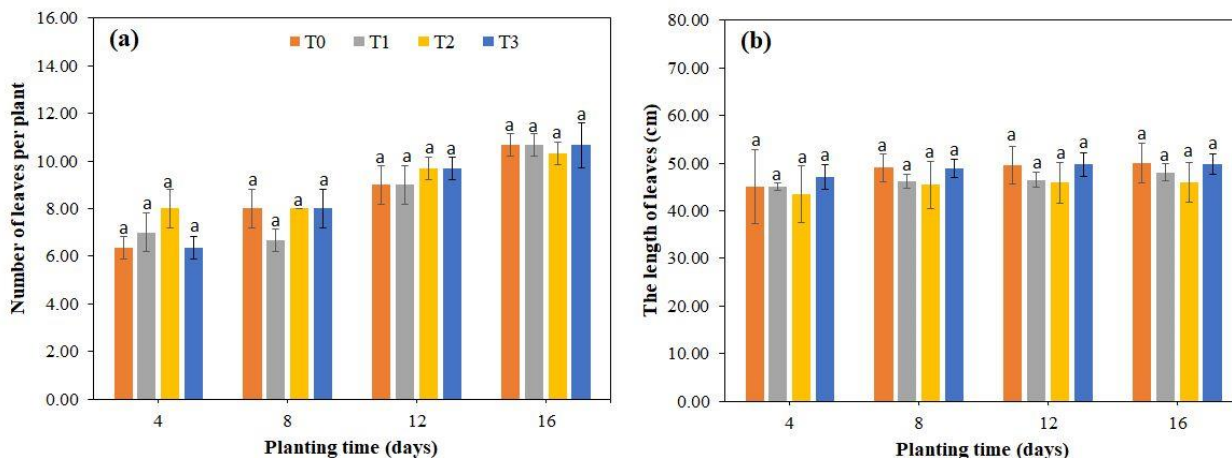 (a)
T0 T1 T2 T3
Number of leaves per plant
16.00
14.00
12.00
10.00
8.00
6.00
4.00
2.00
0.00
a a a a
a a a a
a a a a
a a a a
4 8 12 16
Planting time (days)
(b)
The length of leaves (cm)
80.00
70.00
60.00
50.00
40.00
30.00
20.00
10.00
0.00
a a a a
a a a a
a a a a
a a a a
4 8 12 16
Planting time (days)